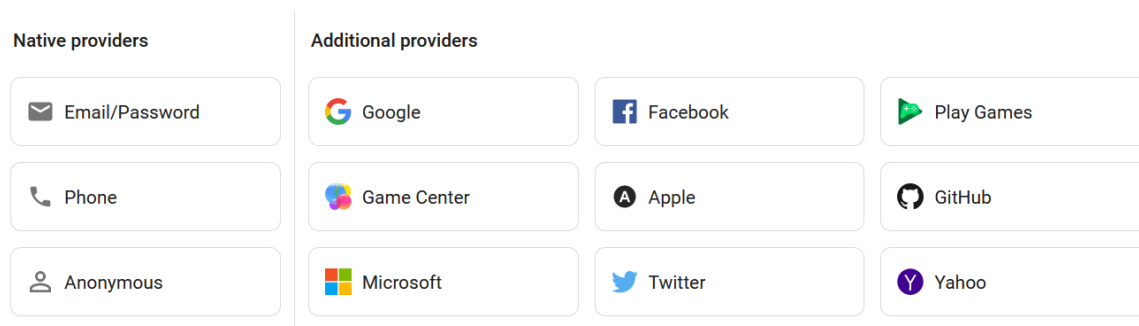 Native providers
Additional providers
Email/Password
Google
Facebook
Play Games
Phone
Game Center
Apple
GitHub
Anonymous
Microsoft
Twitter
Yahoo